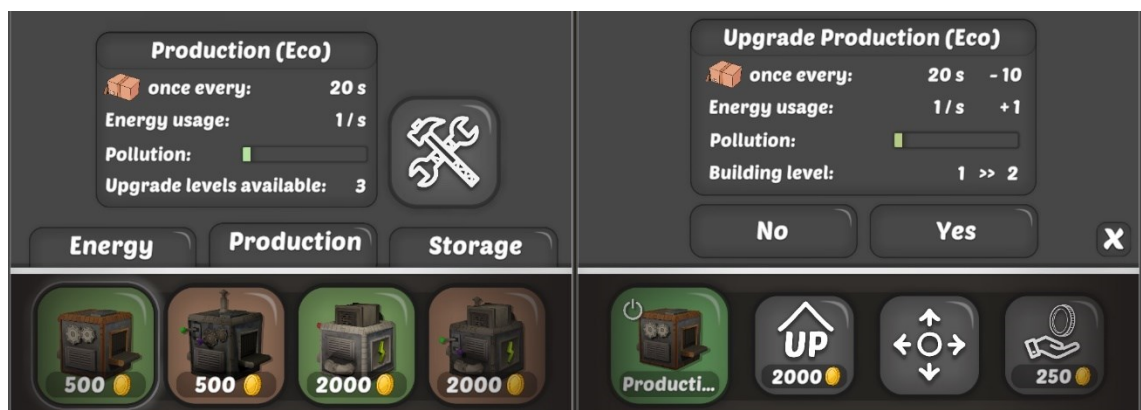 Production (Eco)
once every: 20 s
Energy usage: 1/s
Pollution:
Upgrade levels available: 3
Energy
Production
Storage
500
500
2000
2000
Upgrade Production (Eco)
once every: 20 s -10
Energy usage: 1/s +1
Pollution:
Building level: 1 >> 2
No
Yes
X
Producti...
UP
2000
250